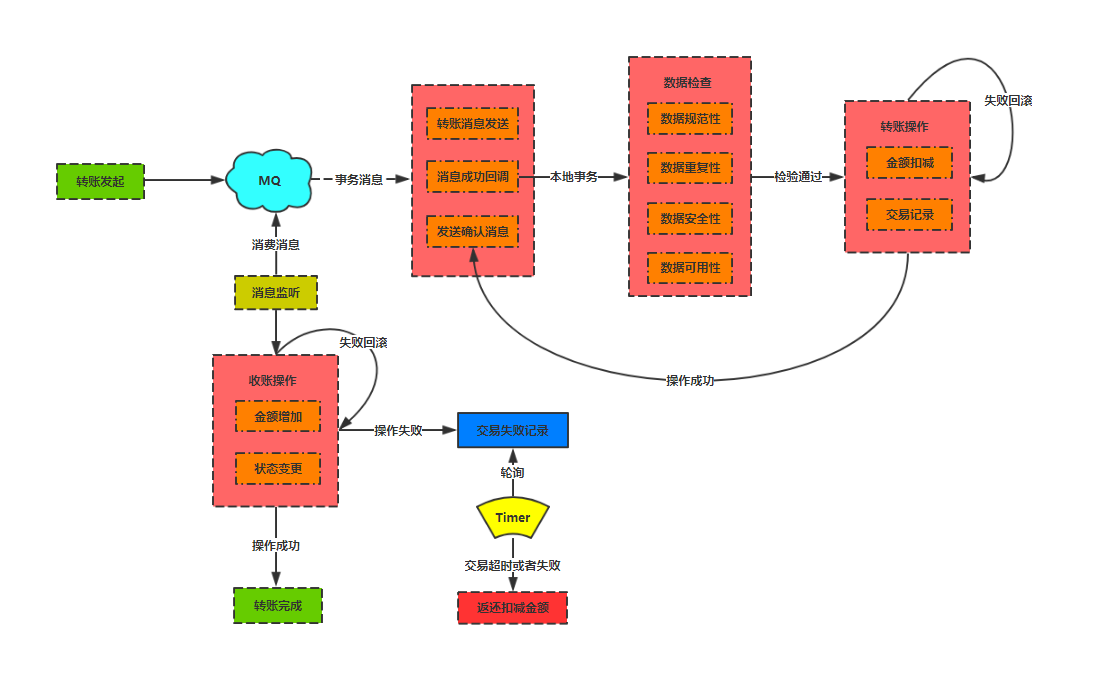 转账发起
MQ
事务消息
转账消息发送
消息成功回调
发送确认消息
本地事务
数据检查
数据规范性
数据重复性
数据安全性
数据可用性
检验通过
转账操作
金额扣减
交易记录
失败回滚
操作成功
消费消息
消息监听
失败回滚
收账操作
金额增加
状态变更
操作失败
交易失败记录
轮询
Timer
交易超时或者失败
返还扣减金额
操作成功
转账完成